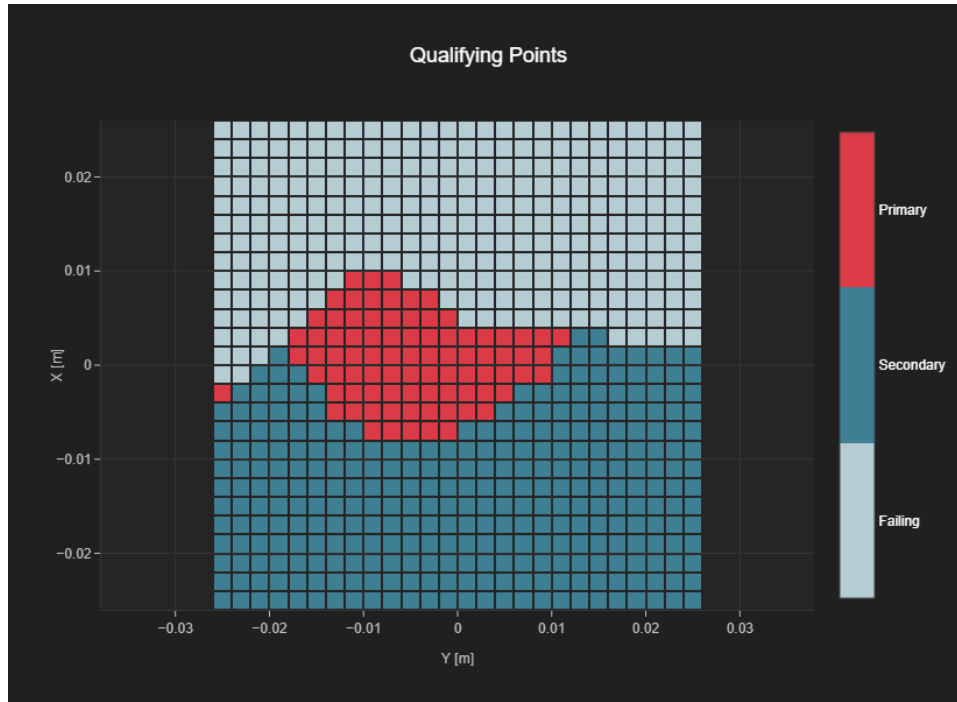 Qualifying Points
0.02
0.01
0
−0.01
−0.02
X [m]
−0.03
−0.02
−0.01
0
0.01
0.02
0.03
Y [m]
Primary
Secondary
Failing